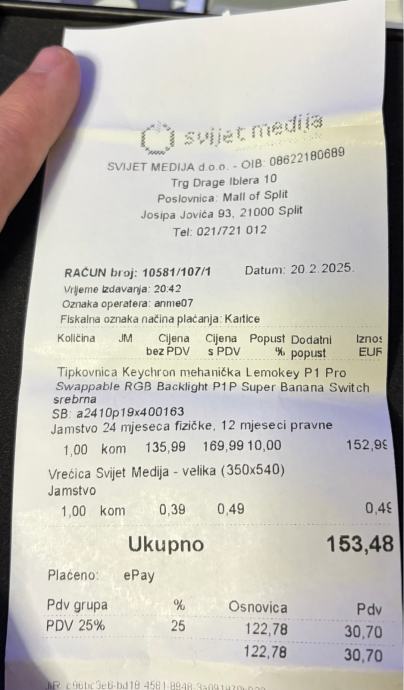 svijet medija
SVIJET MEDIJA d.o.o. - OIB: 08622180689
Trg Drage Iblera 10
Poslovnica: Mall of Split
Josipa Jovića 93, 21000 Split
Tel: 021/721 012
RAČUN broj: 10581/107/1 Datum: 20.2.2025.
Vrijeme izdavanja: 20:42
Oznaka operatera: anme07
Fiskalna oznaka načina plaćanja: Kartice
Količina JM Cijena Cijena Popust Dodatni Iznos
bez PDV s PDV % popust EUR
Tipkovnica Keychron mehanička Lemokey P1 Pro
Swappable RGB Backlight P1P Super Banana Switch
srebrna
SB: a2410p19x400163
Jamstvo 24 mjeseca fizičke, 12 mjeseci pravne
1,00 kom 135,99 169,99 10,00 152,99
Vrećica Svijet Medija - velika (350x540)
Jamstvo
1,00 kom 0,39 0,49 0,49
Ukupno 153,48
Plaćeno: ePay
Pdv grupa % Osnovica Pdv
PDV 25% 25 122,78 30,70
122,78 30,70